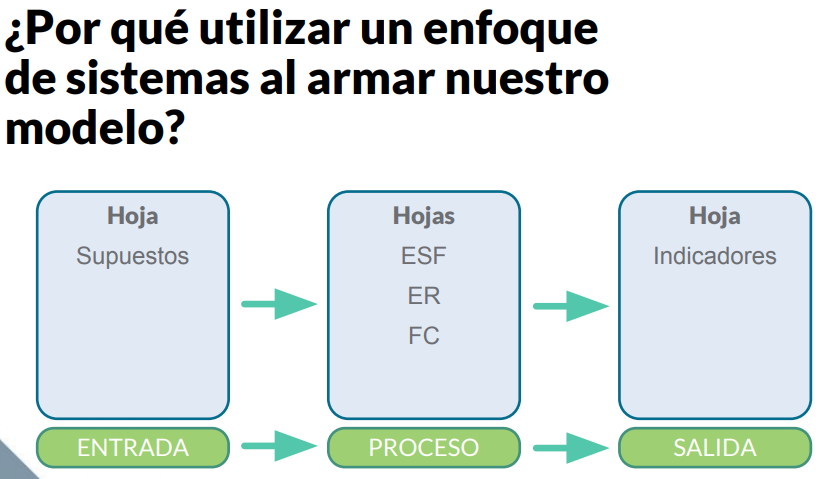 ¿Por qué utilizar un enfoque
de sistemas al armar nuestro
modelo?
Hoja
Supuestos
Hojas
ESF
ER
FC
Hoja
Indicadores
ENTRADA
PROCESO
SALIDA